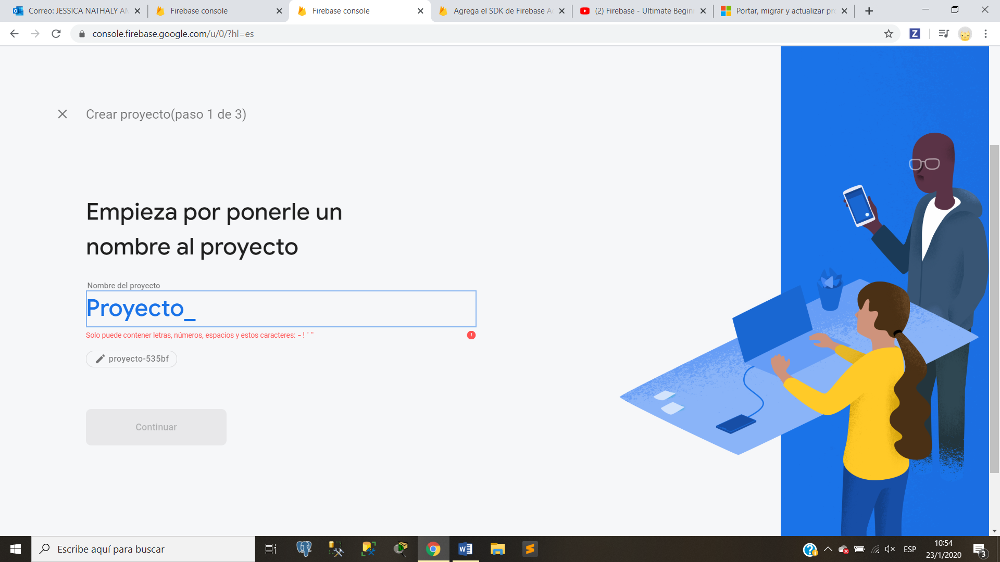 Correo: JESSICA NATHALY AM
Firebase console
Firebase console
Agrega el SDK de Firebase A
(2) Firebase - Ultimate Begin
Portar, migrar y actualizar pr
console.firebase.google.com/u/0/?hl=es
Z
Crear proyecto(paso 1 de 3)
Empieza por ponerle un
nombre al proyecto
Nombre del proyecto
Proyecto_
Solo puede contener letras, números, espacios y estos caracteres: - ! ' "
proyecto-535bf
Continuar
Escribe aquí para buscar
ESP
10:54
23/1/2020
3